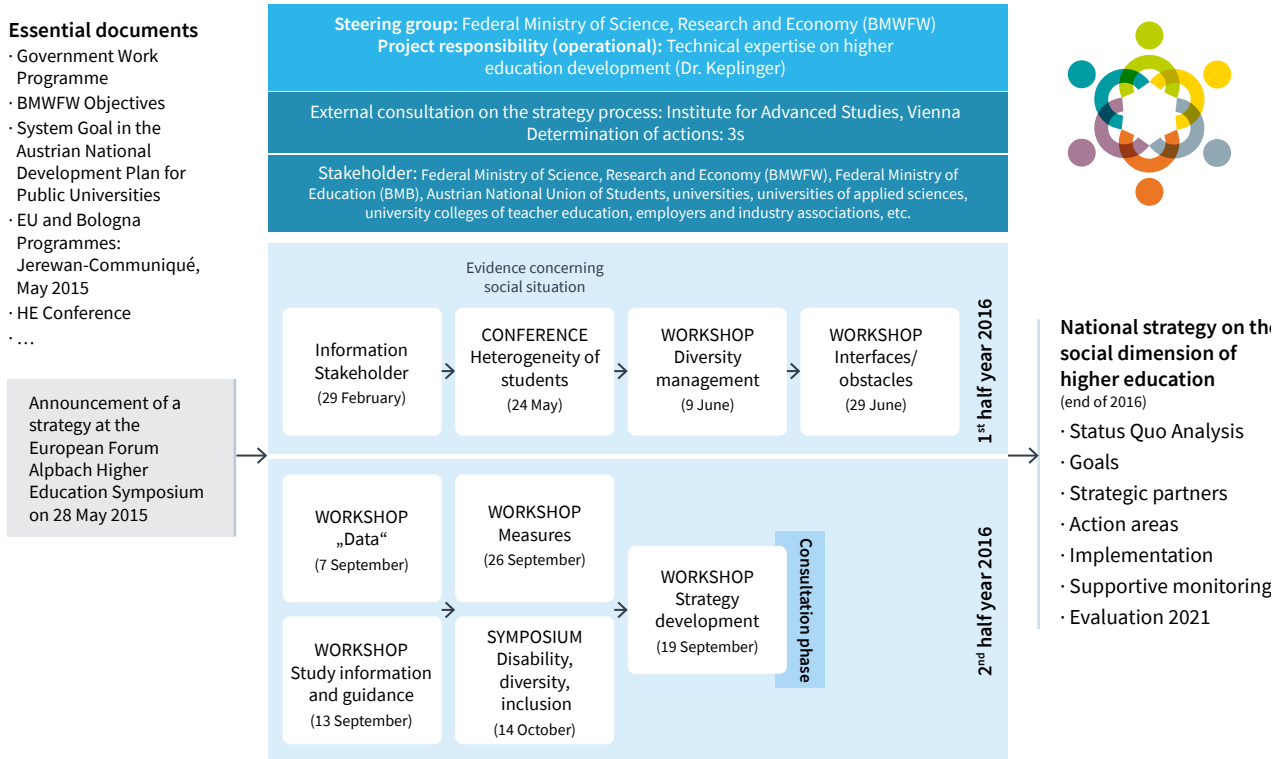 Essential documents
· Government Work
Programme
· BMWFW Objectives
· System Goal in the
Austrian National
Development Plan for
Public Universities
· EU and Bologna
Programmes:
Jerewan-Communiqué,
May 2015
· HE Conference
· …
Announcement of a
strategy at the
European Forum
Alpbach Higher
Education Symposium
on 28 May 2015
Steering group: Federal Ministry of Science, Research and Economy (BMWFW)
Project responsibility (operational): Technical expertise on higher
education development (Dr. Keplinger)
External consultation on the strategy process: Institute for Advanced Studies, Vienna
Determination of actions: 3s
Stakeholder: Federal Ministry of Science, Research and Economy (BMWFW), Federal Ministry of
Education (BMB), Austrian National Union of Students, universities, universities of applied sciences,
university colleges of teacher education, employers and industry associations, etc.
Evidence concerning
social situation
Information
Stakeholder
(29 February)
CONFERENCE
Heterogeneity of
students
(24 May)
WORKSHOP
Diversity
management
(9 June)
WORKSHOP
Interfaces/
obstacles
(29 June)
1st half year 2016
WORKSHOP
„Data“
(7 September)
WORKSHOP
Study information
and guidance
(13 September)
WORKSHOP
Measures
(26 September)
SYMPOSIUM
Disability,
diversity,
inclusion
(14 October)
WORKSHOP
Strategy
development
(19 September)
Consultation phase
2nd half year 2016
National strategy on the
social dimension of
higher education
(end of 2016)
· Status Quo Analysis
· Goals
· Strategic partners
· Action areas
· Implementation
· Supportive monitoring
· Evaluation 2021